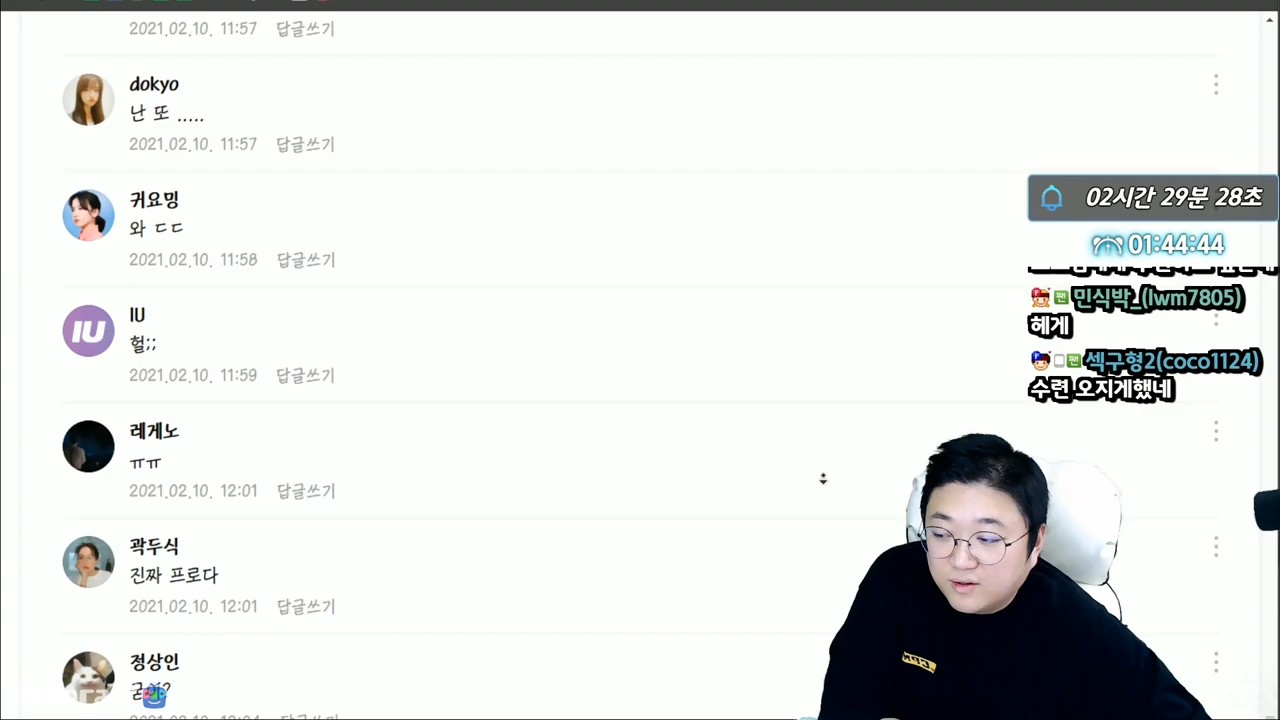 2021.02.10. 11:57 답글쓰기
dokyo
난 또 .....
2021.02.10. 11:57 답글쓰기
귀요밍
와 ㄷㄷ
2021.02.10. 11:58 답글쓰기
IU
IU
헐;;
2021.02.10. 11:59 답글쓰기
레게노
ㅠㅠ
2021.02.10. 12:01 답글쓰기
곽두식
진짜 프로다
2021.02.10. 12:01 답글쓰기
정상인
02시간 29분 28초
01:44:44
민식박_(lwm7805)
헤게
섹구형2(coco1124)
수련 오지게했네